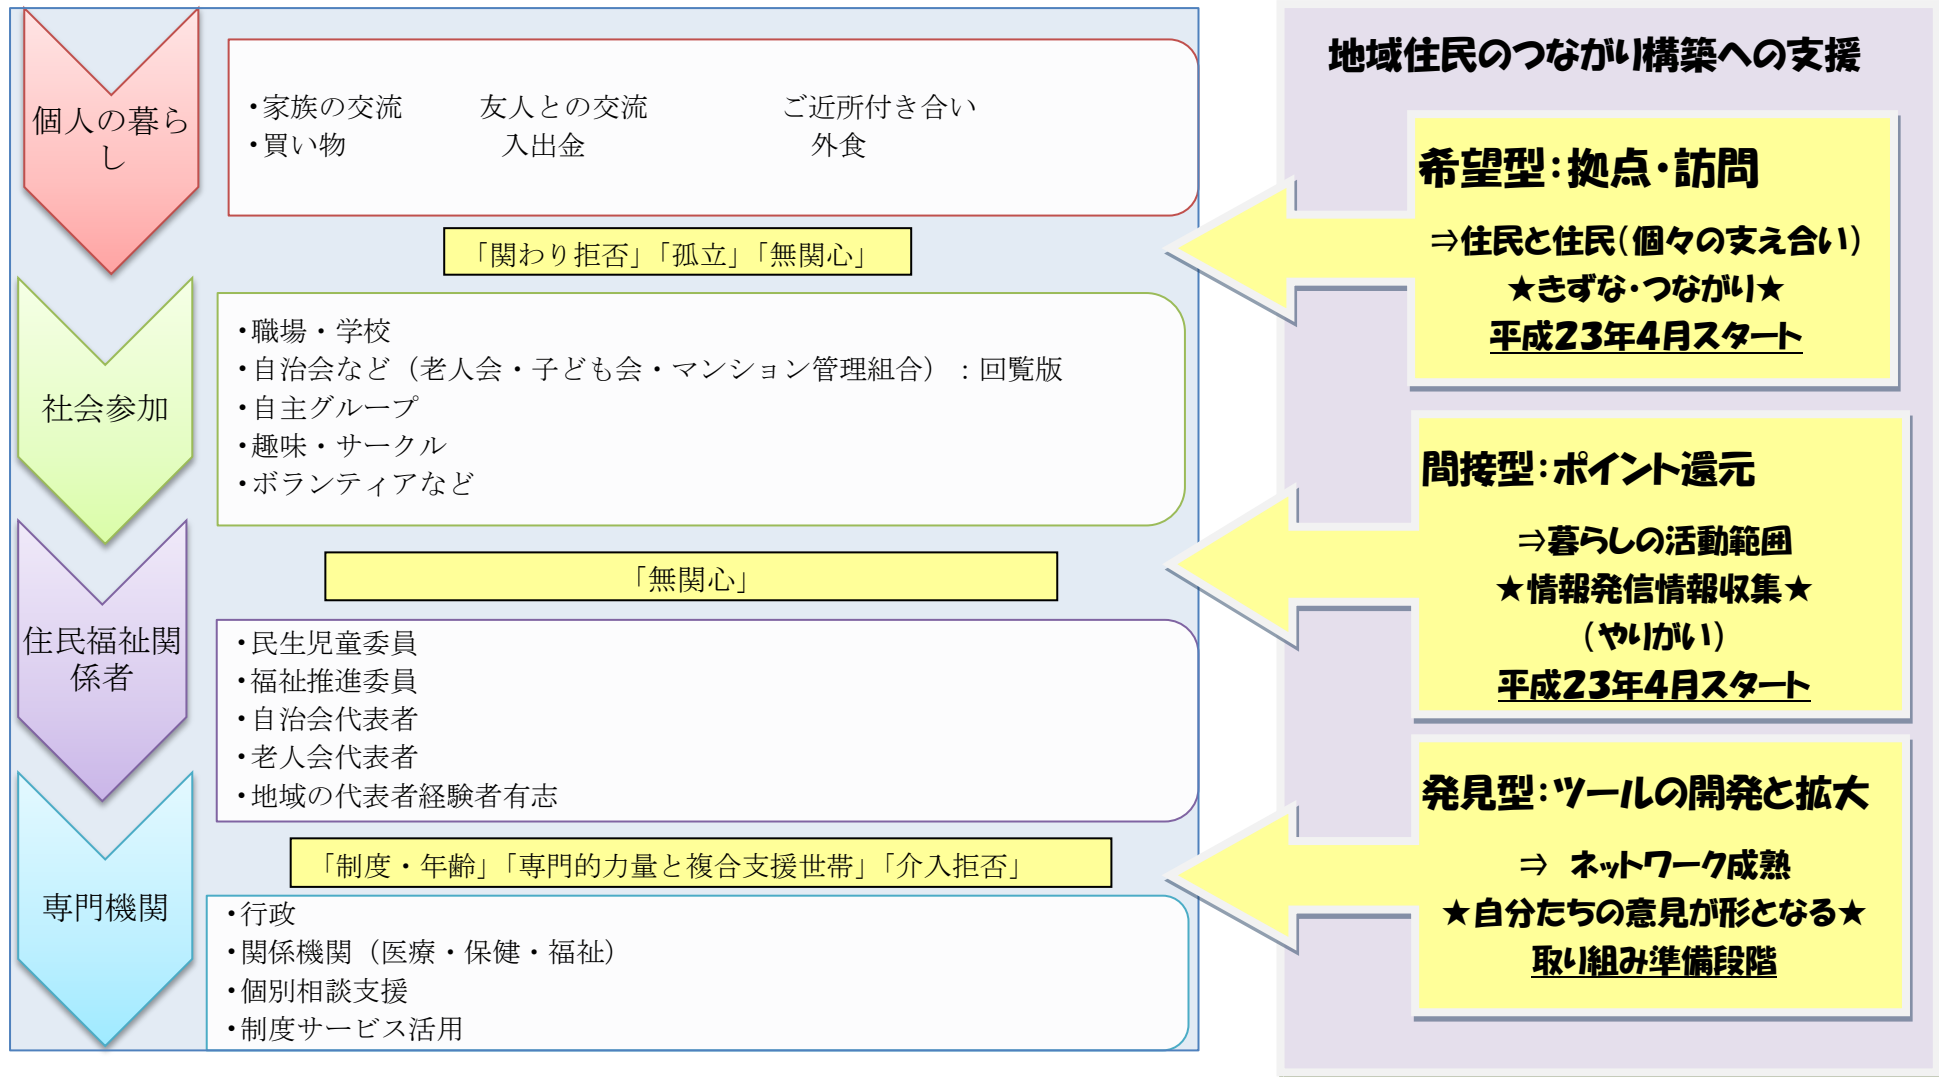 個人の暮ら
し
・家族の交流 友人との交流 ご近所付き合い
・買い物 入出金 外食
「関わり拒否」「孤立」「無関心」
社会参加
・職場・学校
・自治会など（老人会・子ども会・マンション管理組合）：回覧版
・自主グループ
・趣味・サークル
・ボランティアなど
「無関心」
住民福祉関
係者
・民生児童委員
・福祉推進委員
・自治会代表者
・老人会代表者
・地域の代表者経験者有志
「制度・年齢」「専門的力量と複合支援世帯」「介入拒否」
専門機関
・行政
・関係機関（医療・保健・福祉）
・個別相談支援
・制度サービス活用
地域住民のつながり構築への支援
希望型：拠点・訪問
⇒住民と住民（個々の支え合い）
★きずな・つながり★
平成23年4月スタート
間接型：ポイント還元
⇒暮らしの活動範囲
★情報発信情報収集★
（やりがい）
平成23年4月スタート
発見型：ツールの開発と拡大
⇒ ネットワーク成熟
★自分たちの意見が形となる★
取り組み準備段階